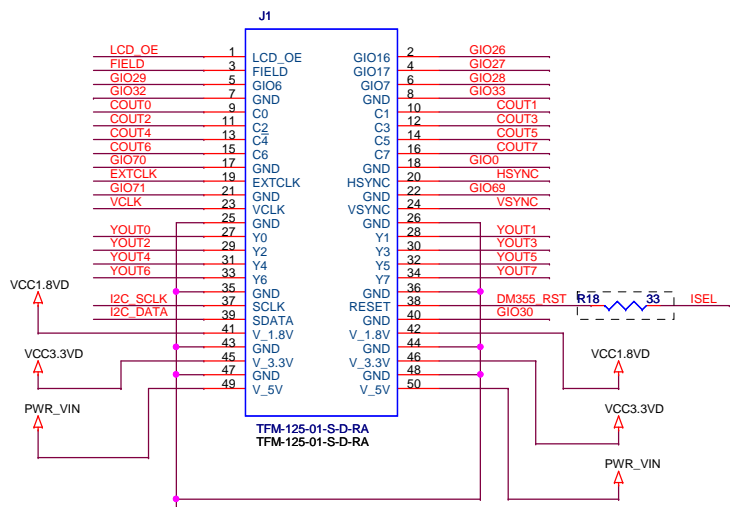 J1
LCD_OE 1 LCD_OE GIO16 2 GIO26
FIELD 3 FIELD GIO17 4 GIO27
GIO29 5 GIO6 GIO7 6 GIO28
GIO32 7 GND GND 8 GIO33
COUT0 9 C0 C1 10 COUT1
COUT2 11 C2 C3 12 COUT3
COUT4 13 C4 C5 14 COUT5
COUT6 15 C6 C7 16 COUT7
GIO70 17 GND GND 18 GIO0
EXTCLK 19 EXTCLK HSYNC 20 HSYNC
GIO71 21 GND GND 22 GIO69
VCLK 23 VCLK VSYNC 24 VSYNC
25 GND GND 26
YOUT0 27 Y0 Y1 28 YOUT1
YOUT2 29 Y2 Y3 30 YOUT3
YOUT4 31 Y4 Y5 32 YOUT5
YOUT6 33 Y6 Y7 34 YOUT7
VCC1.8VD 35 GND GND 36
I2C_SCLK 37 SCLK RESET 38 DM355_RST R18 33 ISEL
I2C_DATA 39 SDATA GND 40 GIO30
41 V_1.8V V_1.8V 42
43 GND GND 44
VCC3.3VD 45 V_3.3V V_3.3V 46 VCC1.8VD
47 GND GND 48
49 V_5V V_5V 50
PWR_VIN VCC3.3VD
TFM-125-01-S-D-RA
TFM-125-01-S-D-RA
PWR_VIN